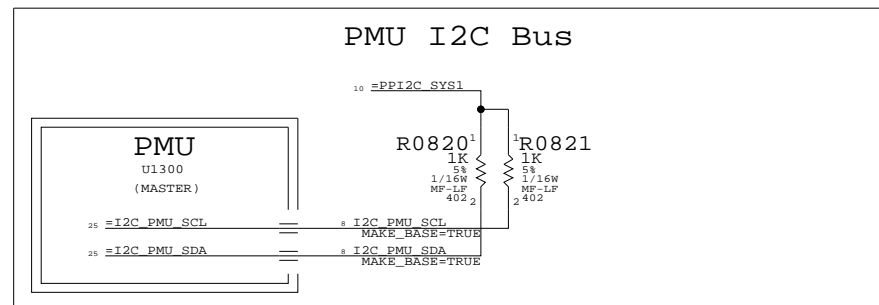 PMU I2C Bus
10 =PPI2C_SYS1
PMU
U1300
(MASTER)
R0820 1
1K
5%
1/16W
MF-LF
402 2
1 R0821
1K
5%
1/16W
MF-LF
2 402
25 =I2C_PMU_SCL
8 I2C_PMU_SCL
MAKE_BASE=TRUE
25 =I2C_PMU_SDA
8 I2C_PMU_SDA
MAKE_BASE=TRUE